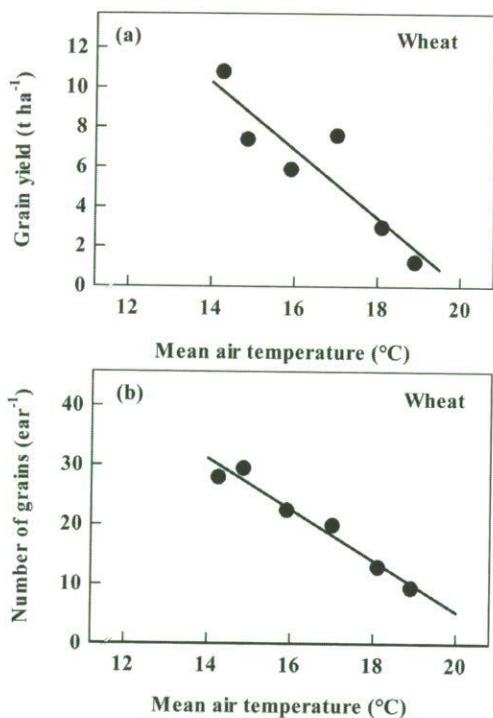 (a)
Wheat
12
10
8
6
4
2
0
Grain yield (t ha⁻¹)
12 14 16 18 20
Mean air temperature (°C)
(b)
Wheat
40
30
20
10
0
Number of grains (ear⁻¹)
12 14 16 18 20
Mean air temperature (°C)